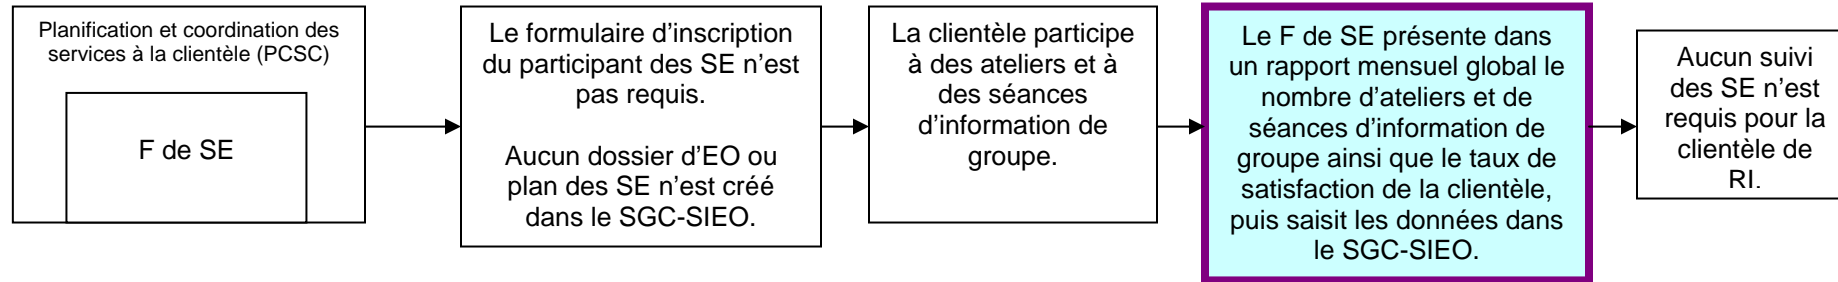 Planification et coordination des
services à la clientèle (PCSC)
F de SE
Le formulaire d'inscription
du participant des SE n'est
pas requis.
Aucun dossier d'EO ou
plan des SE n'est créé
dans le SGC-SIEO.
La clientèle participe
à des ateliers et à
des séances
d'information de
groupe.
Le F de SE présente dans
un rapport mensuel global le
nombre d'ateliers et de
séances d'information de
groupe ainsi que le taux de
satisfaction de la clientèle,
puis saisit les données dans
le SGC-SIEO.
Aucun suivi
des SE n'est
requis pour la
clientèle de
RI.